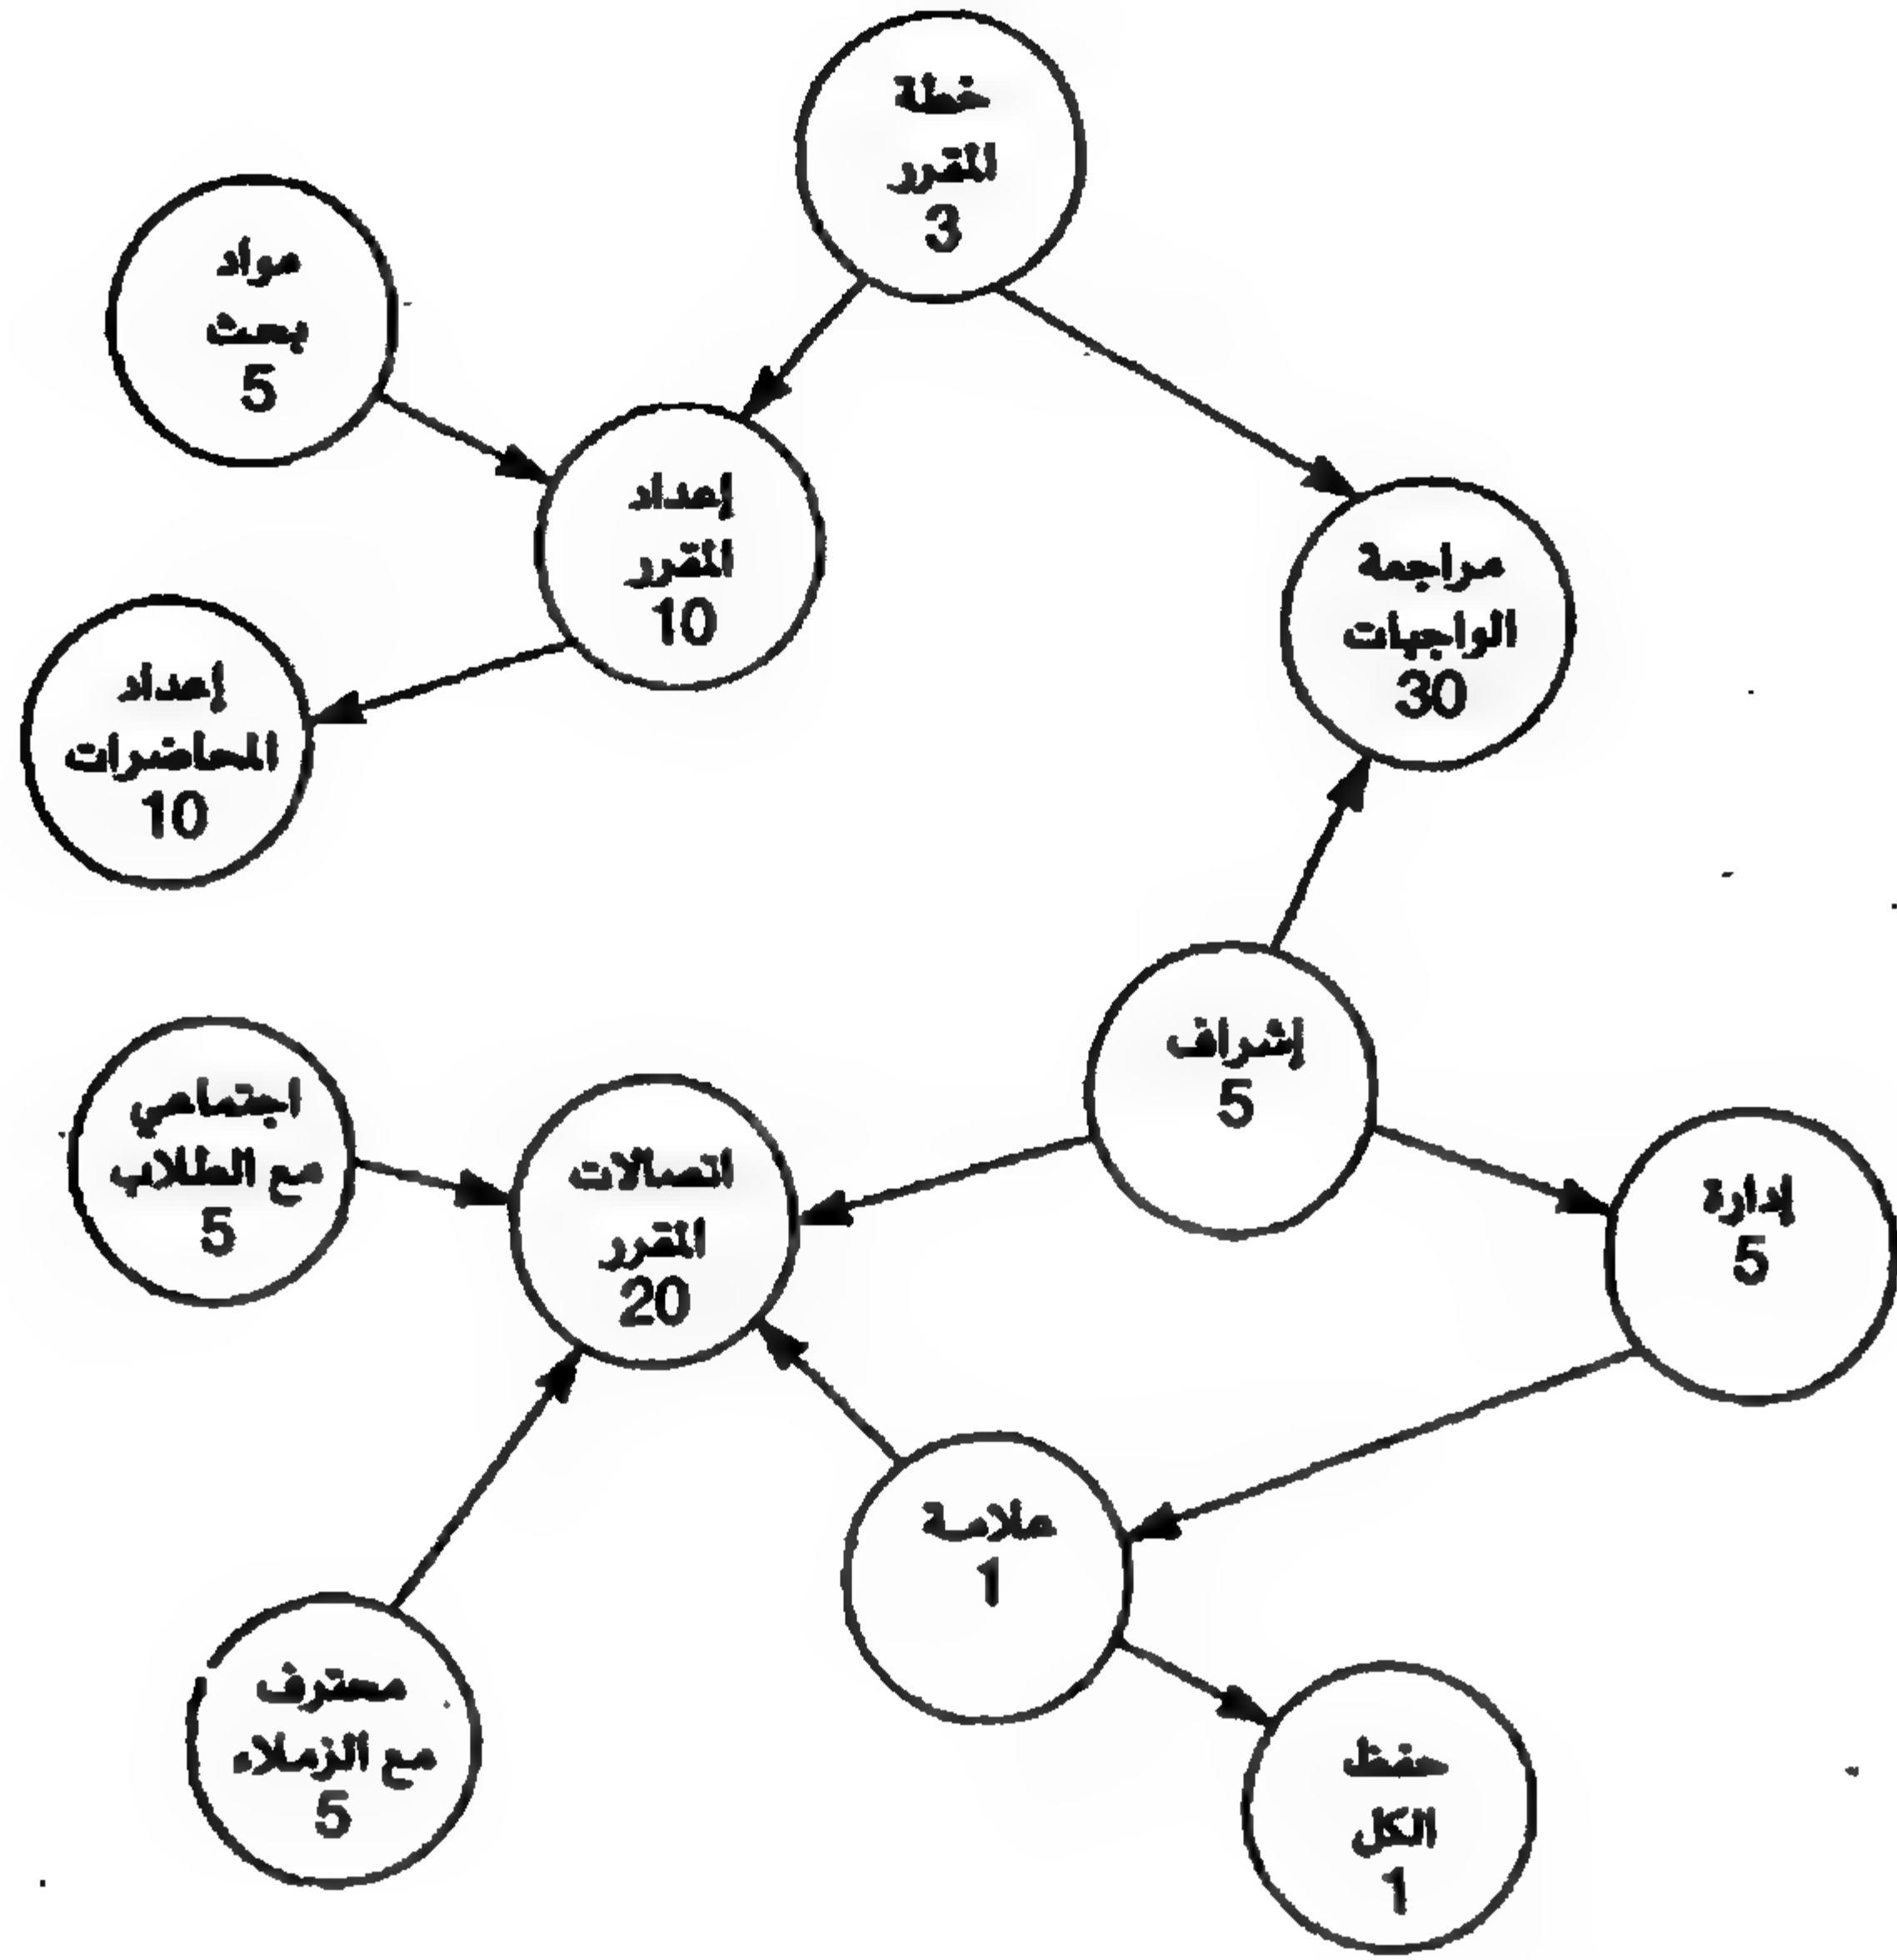 خطة
المقرر
3
مواد
بحث
5
إعداد
المقرر
10
مراجعة
الواجبات
30
إعداد
المحاضرات
10
إشراف
5
اجتماعي
مع الطلاب
5
اتصالات
المقرر
20
إدارة
5
علامة
1
محترف
مع الزملاء
5
حفظ
الكل
1